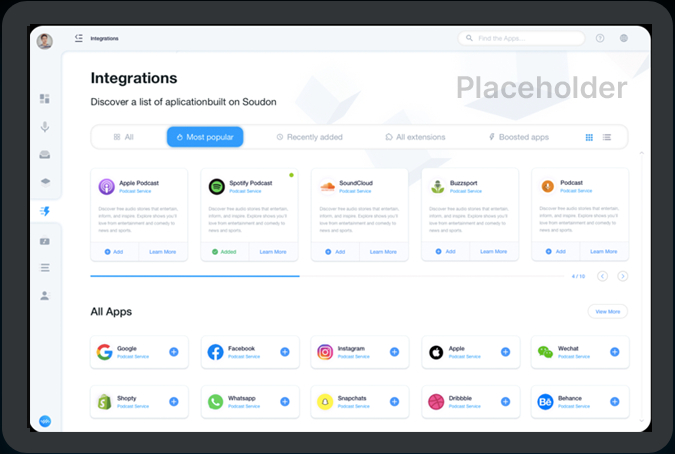 Integrations
Find the Apps...
Integrations
Placeholder
Discover a list of aplicationbuilt on Soudon
All
Most popular
Recently added
All extensions
Boosted apps
Apple Podcast
Podcast Service
Discover free audio stories that entertain,
inform, and inspire. Explore shows you'll
love from entertainment and comedy to
news and sports.
Add
Learn More
Spotify Podcast
Podcast Service
Discover free audio stories that entertain,
inform, and inspire. Explore shows you'll
love from entertainment and comedy to
news and sports.
Added
Learn More
SoundCloud
Podcast Service
Discover free audio stories that entertain,
inform, and inspire. Explore shows you'll
love from entertainment and comedy to
news and sports.
Add
Learn More
Buzzsport
Podcast Service
Discover free audio stories that entertain,
inform, and inspire. Explore shows you'll
love from entertainment and comedy to
news and sports.
Add
Learn More
Podcast
Podcast Service
Discover free audio stories that entertain,
inform, and inspire. Explore shows you'll
love from entertainment and comedy to
news and sports.
Add
Learn More
4 / 10
All Apps
View More
Google
Podcast Service
Facebook
Podcast Service
Instagram
Podcast Service
Apple
Podcast Service
Wechat
Podcast Service
Shopty
Podcast Service
Whatsapp
Podcast Service
Snapchats
Podcast Service
Dribbble
Podcast Service
Bē
Behance
Podcast Service